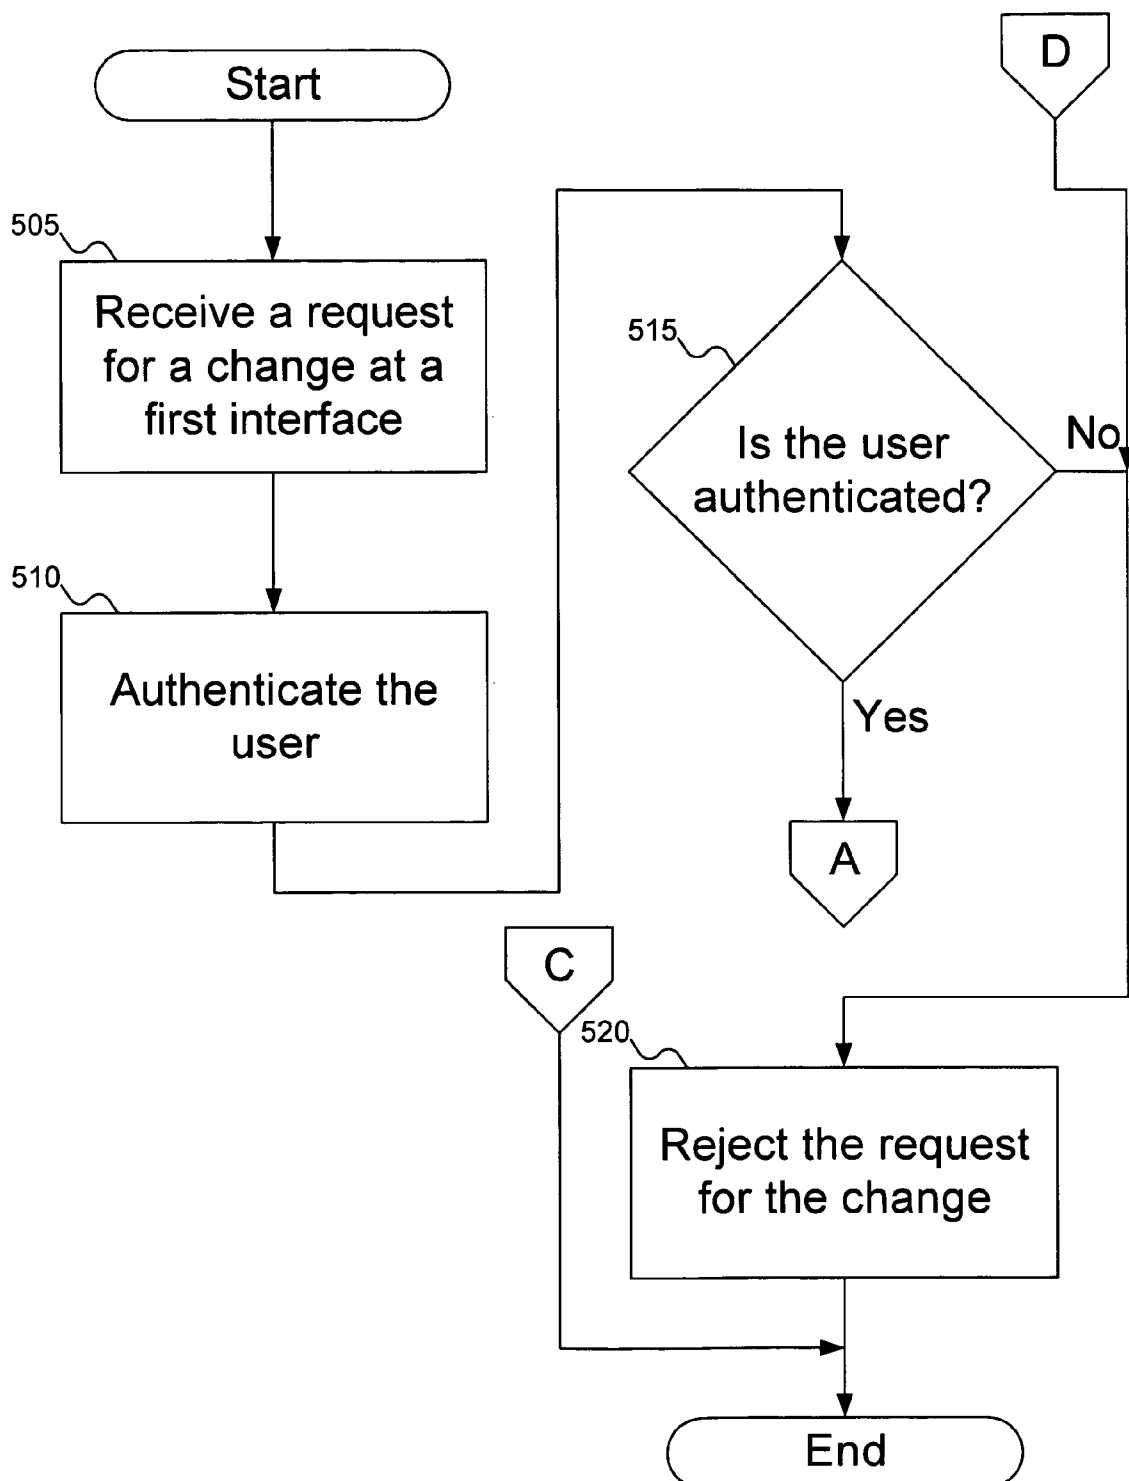 Start
505
Receive a request
for a change at a
first interface
510
Authenticate the
user
D
515
Is the user
authenticated?
No
Yes
A
C
520
Reject the request
for the change
End